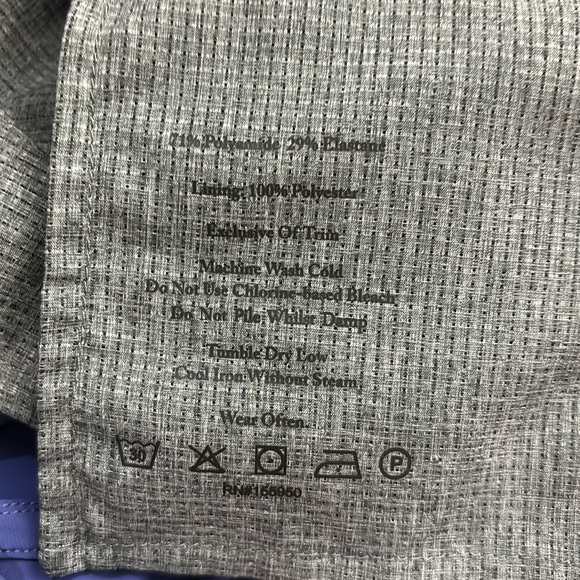 71% Polyamide 29% Elastane
Lining: 100% Polyester
Exclusive Of Trim
Machine Wash Cold
Do Not Use Chlorine-based Bleach
Do Not Pile Whilst Damp
Tumble Dry Low
Cool Iron Without Steam
Wear Often.
30 P
RN#156950